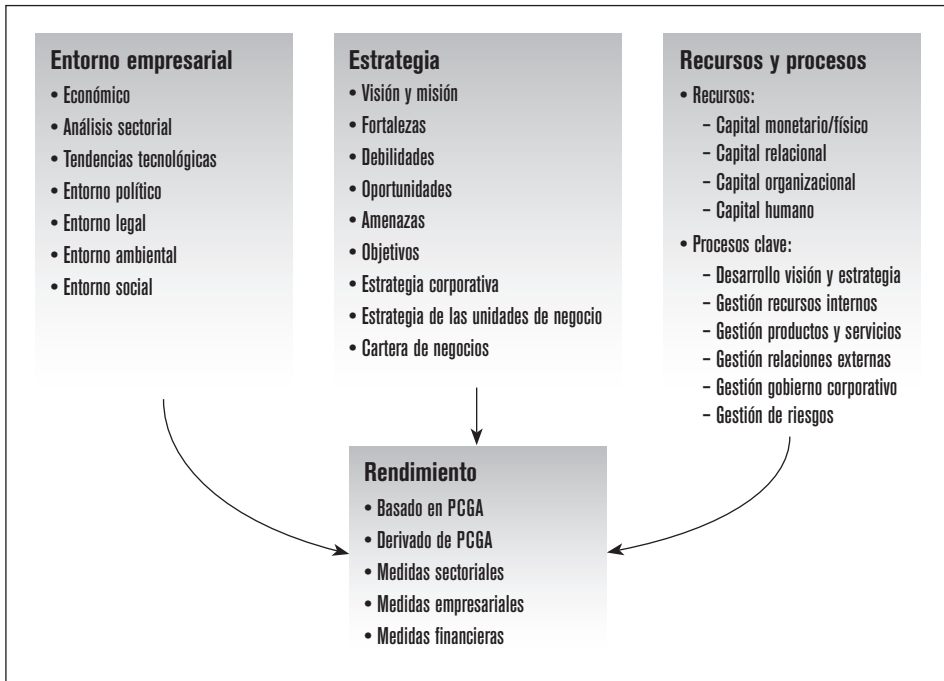 Entorno empresarial
• Económico
• Análisis sectorial
• Tendencias tecnológicas
• Entorno político
• Entorno legal
• Entorno ambiental
• Entorno social
Estrategia
• Visión y misión
• Fortalezas
• Debilidades
• Oportunidades
• Amenazas
• Objetivos
• Estrategia corporativa
• Estrategia de las unidades de negocio
• Cartera de negocios
Recursos y procesos
• Recursos:
– Capital monetario/físico
– Capital relacional
– Capital organizacional
– Capital humano
• Procesos clave:
– Desarrollo visión y estrategia
– Gestión recursos internos
– Gestión productos y servicios
– Gestión relaciones externas
– Gestión gobierno corporativo
– Gestión de riesgos
Rendimiento
• Basado en PCGA
• Derivado de PCGA
• Medidas sectoriales
• Medidas empresariales
• Medidas financieras